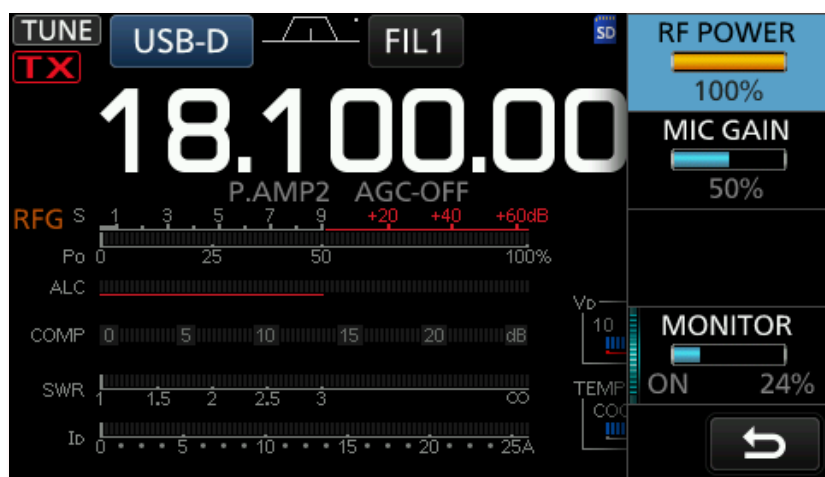 TUNE USB-D FIL1 SD
TX
18.100.00
P.AMP2 AGC-OFF
RFG S 1 3 5 7 9 +20 +40 +60dB
Po 0 25 50 100%
ALC
COMP 0 5 10 15 20 dB
SWR 1 1.5 2 2.5 3 ∞
ID 0 5 10 15 20 25A
VD
10
TEMP
COO
RF POWER
100%
MIC GAIN
50%
MONITOR
ON 24%